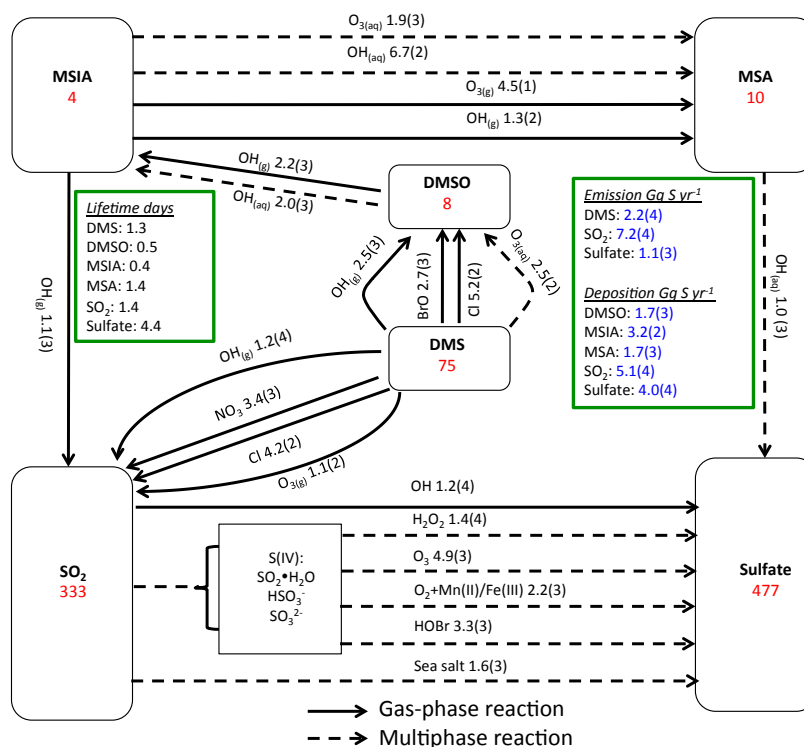 O3(aq) 1.9(3)
OH(aq) 6.7(2)
O3(g) 4.5(1)
OH(g) 1.3(2)
MSIA
4
MSA
10
OH(g) 2.2(3)
OH(aq) 2.0(3)
DMSO
8
Lifetime days
DMS: 1.3
DMSO: 0.5
MSIA: 0.4
MSA: 1.4
SO2: 1.4
Sulfate: 4.4
Emission Gg S yr-1
DMS: 2.2(4)
SO2: 7.2(4)
Sulfate: 1.1(3)
Deposition Gg S yr-1
DMSO: 1.7(3)
MSIA: 3.2(2)
MSA: 1.7(3)
SO2: 5.1(4)
Sulfate: 4.0(4)
OH(g) 1.1(3)
OH(aq) 1.0 (3)
OH(g) 2.5(3)
BrO 2.7(3)
Cl 5.2(2)
O3(aq) 2.5(2)
DMS
75
OH(g) 1.2(4)
NO3 3.4(3)
Cl 4.2(2)
O3(g) 1.1(2)
SO2
333
OH 1.2(4)
H2O2 1.4(4)
O3 4.9(3)
O2+Mn(II)/Fe(III) 2.2(3)
HOBr 3.3(3)
Sea salt 1.6(3)
S(IV):
SO2•H2O
HSO3-
SO32-
Sulfate
477
Gas-phase reaction
Multiphase reaction